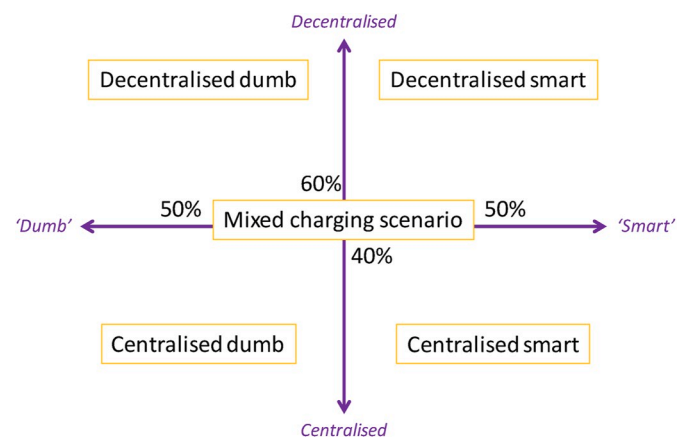 Decentralised
Decentralised dumb
Decentralised smart
60%
50%
Mixed charging scenario
50%
‘Dumb’
‘Smart’
40%
Centralised dumb
Centralised smart
Centralised